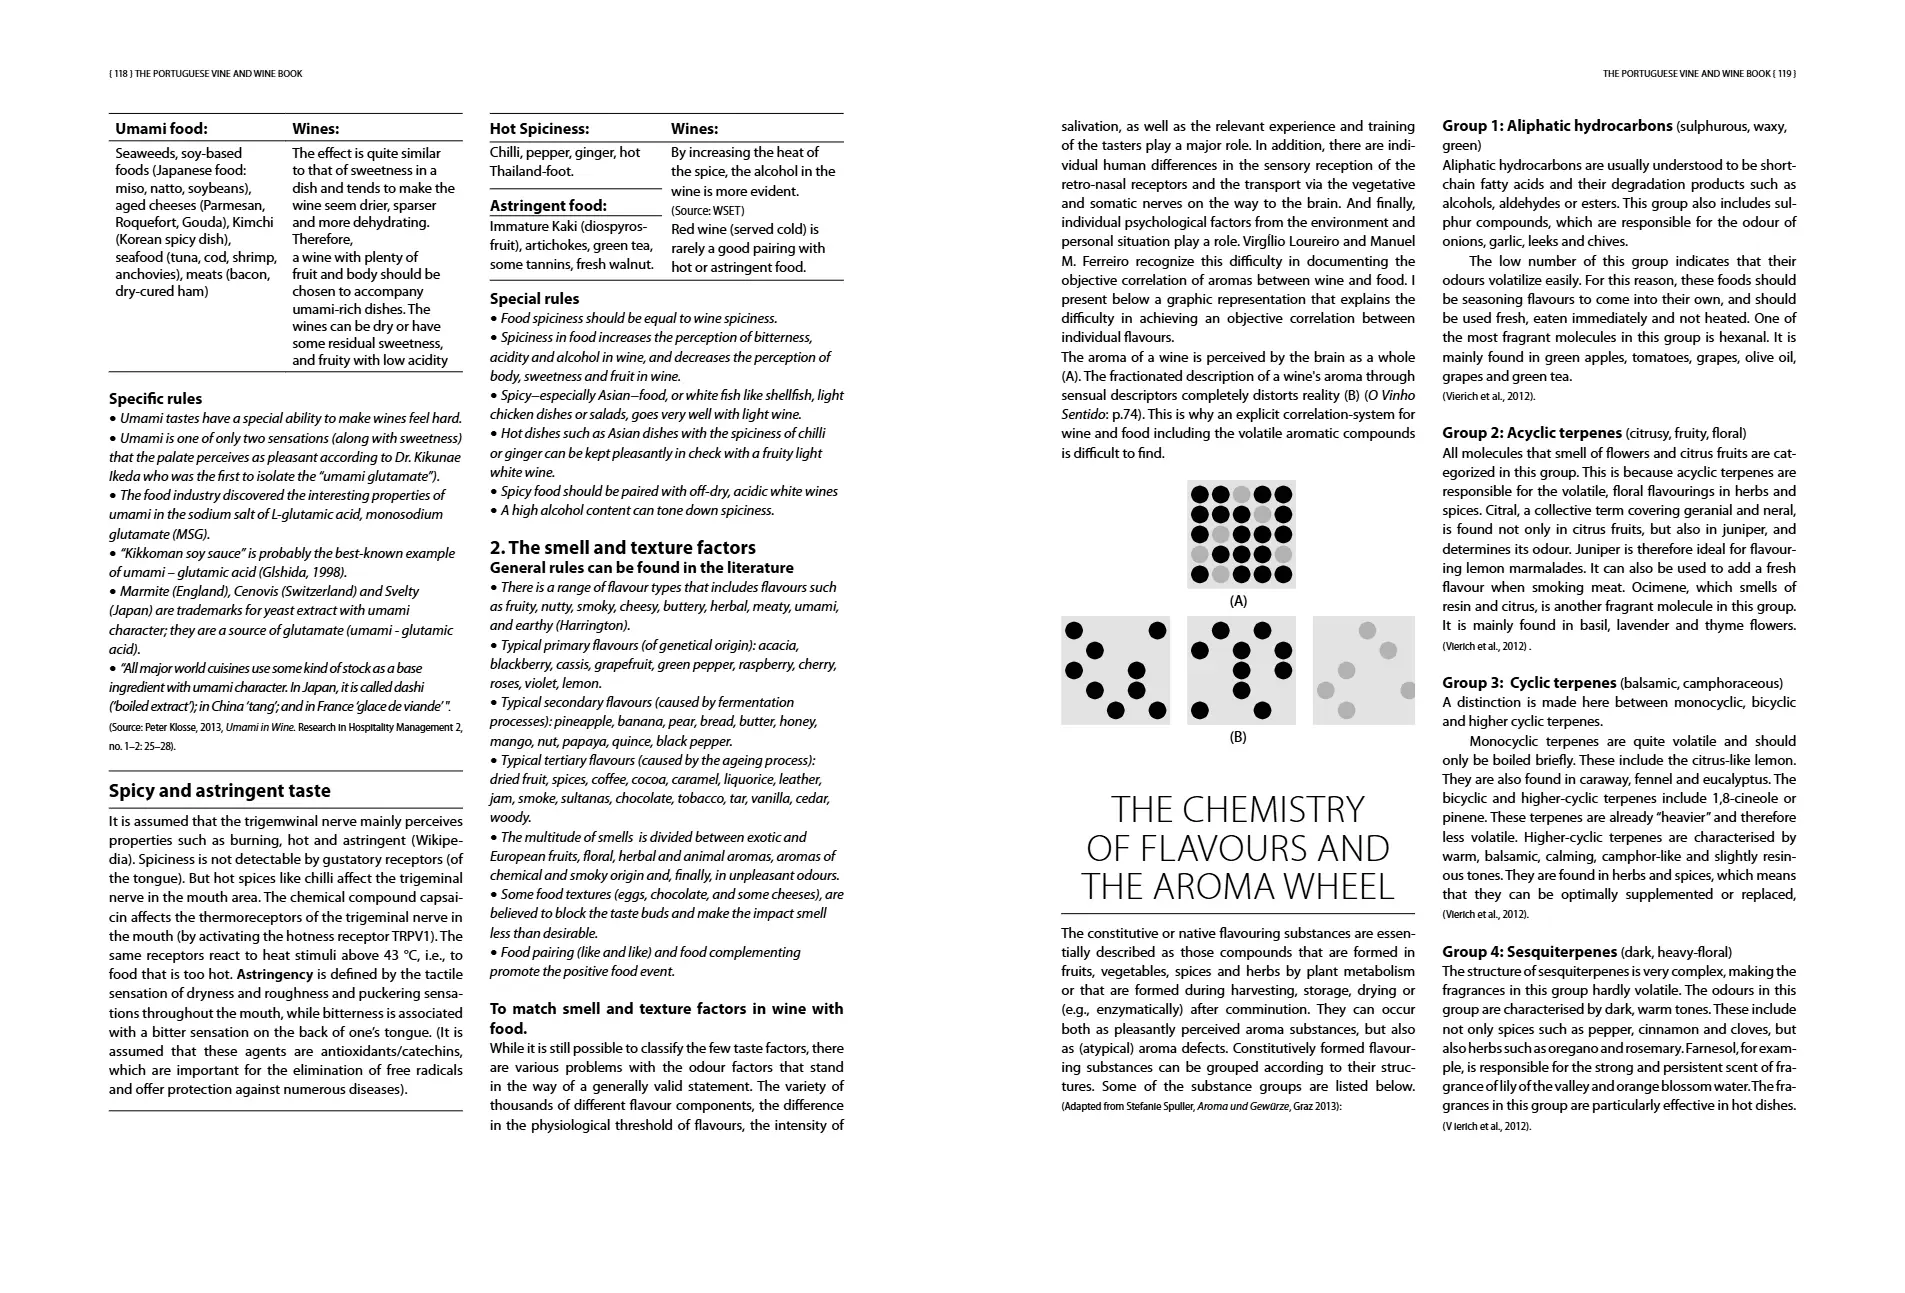 { 118 } THE PORTUGUESE VINE AND WINE BOOK
Umami food:
Seaweeds, soy-based
foods (Japanese food:
miso, natto, soybeans),
aged cheeses (Parmesan,
Roquefort, Gouda), Kimchi
(Korean spicy dish),
seafood (tuna, cod, shrimp,
anchovies), meats (bacon,
dry-cured ham)
Wines:
The effect is quite similar
to that of sweetness in a
dish and tends to make the
wine seem drier, sparser
and more dehydrating.
Therefore,
a wine with plenty of
fruit and body should be
chosen to accompany
umami-rich dishes. The
wines can be dry or have
some residual sweetness,
and fruity with low acidity
Specific rules
• Umami tastes have a special ability to make wines feel hard.
• Umami is one of only two sensations (along with sweetness)
that the palate perceives as pleasant according to Dr. Kikunae
Ikeda who was the first to isolate the “umami glutamate”).
• The food industry discovered the interesting properties of
umami in the sodium salt of L-glutamic acid, monosodium
glutamate (MSG).
• “Kikkoman soy sauce” is probably the best-known example
of umami – glutamic acid (GIshida, 1998).
• Marmite (England), Cenovis (Switzerland) and Svelty
(Japan) are trademarks for yeast extract with umami
character; they are a source of glutamate (umami - glutamic
acid).
• “All major world cuisines use some kind of stock as a base
ingredient with umami character. In Japan, it is called dashi
(‘boiled extract’); in China ‘tang’; and in France ‘glace de viande’ ".
(Source: Peter Klosse, 2013, Umami in Wine. Research in Hospitality Management 2,
no. 1–2: 25–28).
Spicy and astringent taste
It is assumed that the trigemwinal nerve mainly perceives
properties such as burning, hot and astringent (Wikipe-
dia). Spiciness is not detectable by gustatory receptors (of
the tongue). But hot spices like chilli affect the trigeminal
nerve in the mouth area. The chemical compound capsai-
cin affects the thermoreceptors of the trigeminal nerve in
the mouth (by activating the hotness receptor TRPV1). The
same receptors react to heat stimuli above 43 °C, i.e., to
food that is too hot. Astringency is defined by the tactile
sensation of dryness and roughness and puckering sensa-
tions throughout the mouth, while bitterness is associated
with a bitter sensation on the back of one’s tongue. (It is
assumed that these agents are antioxidants/catechins,
which are important for the elimination of free radicals
and offer protection against numerous diseases).
Hot Spiciness:
Chilli, pepper, ginger, hot
Thailand-foot.
Astringent food:
Immature Kaki (diospyros-
fruit), artichokes, green tea,
some tannins, fresh walnut.
Wines:
By increasing the heat of
the spice, the alcohol in the
wine is more evident.
(Source: WSET)
Red wine (served cold) is
rarely a good pairing with
hot or astringent food.
Special rules
• Food spiciness should be equal to wine spiciness.
• Spiciness in food increases the perception of bitterness,
acidity and alcohol in wine, and decreases the perception of
body, sweetness and fruit in wine.
• Spicy–especially Asian–food, or white fish like shellfish, light
chicken dishes or salads, goes very well with light wine.
• Hot dishes such as Asian dishes with the spiciness of chilli
or ginger can be kept pleasantly in check with a fruity light
white wine.
• Spicy food should be paired with off-dry, acidic white wines
• A high alcohol content can tone down spiciness.
2. The smell and texture factors
General rules can be found in the literature
• There is a range of flavour types that includes flavours such
as fruity, nutty, smoky, cheesy, buttery, herbal, meaty, umami,
and earthy (Harrington).
• Typical primary flavours (of genetical origin): acacia,
blackberry, cassis, grapefruit, green pepper, raspberry, cherry,
roses, violet, lemon.
• Typical secondary flavours (caused by fermentation
processes): pineapple, banana, pear, bread, butter, honey,
mango, nut, papaya, quince, black pepper.
• Typical tertiary flavours (caused by the ageing process):
dried fruit, spices, coffee, cocoa, caramel, liquorice, leather,
jam, smoke, sultanas, chocolate, tobacco, tar, vanilla, cedar,
woody.
• The multitude of smells is divided between exotic and
European fruits, floral, herbal and animal aromas, aromas of
chemical and smoky origin and, finally, in unpleasant odours.
• Some food textures (eggs, chocolate, and some cheeses), are
believed to block the taste buds and make the impact smell
less than desirable.
• Food pairing (like and like) and food complementing
promote the positive food event.
To match smell and texture factors in wine with
food.
While it is still possible to classify the few taste factors, there
are various problems with the odour factors that stand
in the way of a generally valid statement. The variety of
thousands of different flavour components, the difference
in the physiological threshold of flavours, the intensity of
THE PORTUGUESE VINE AND WINE BOOK { 119 }
salivation, as well as the relevant experience and training
of the tasters play a major role. In addition, there are indi-
vidual human differences in the sensory reception of the
retro-nasal receptors and the transport via the vegetative
and somatic nerves on the way to the brain. And finally,
individual psychological factors from the environment and
personal situation play a role. VirgÍlio Loureiro and Manuel
M. Ferreiro recognize this difficulty in documenting the
objective correlation of aromas between wine and food. I
present below a graphic representation that explains the
difficulty in achieving an objective correlation between
individual flavours.
The aroma of a wine is perceived by the brain as a whole
(A). The fractionated description of a wine's aroma through
sensual descriptors completely distorts reality (B) (O Vinho
Sentido: p.74). This is why an explicit correlation-system for
wine and food including the volatile aromatic compounds
is difficult to find.
(A)
(B)
THE CHEMISTRY
OF FLAVOURS AND
THE AROMA WHEEL
The constitutive or native flavouring substances are essen-
tially described as those compounds that are formed in
fruits, vegetables, spices and herbs by plant metabolism
or that are formed during harvesting, storage, drying or
(e.g., enzymatically) after comminution. They can occur
both as pleasantly perceived aroma substances, but also
as (atypical) aroma defects. Constitutively formed flavour-
ing substances can be grouped according to their struc-
tures. Some of the substance groups are listed below.
(Adapted from Stefanie Spuller, Aroma und Gewürze, Graz 2013):
Group 1: Aliphatic hydrocarbons (sulphurous, waxy,
green)
Aliphatic hydrocarbons are usually understood to be short-
chain fatty acids and their degradation products such as
alcohols, aldehydes or esters. This group also includes sul-
phur compounds, which are responsible for the odour of
onions, garlic, leeks and chives.
The low number of this group indicates that their
odours volatilize easily. For this reason, these foods should
be seasoning flavours to come into their own, and should
be used fresh, eaten immediately and not heated. One of
the most fragrant molecules in this group is hexanal. It is
mainly found in green apples, tomatoes, grapes, olive oil,
grapes and green tea.
(Vierich et al., 2012).
Group 2: Acyclic terpenes (citrusy, fruity, floral)
All molecules that smell of flowers and citrus fruits are cat-
egorized in this group. This is because acyclic terpenes are
responsible for the volatile, floral flavourings in herbs and
spices. Citral, a collective term covering geranial and neral,
is found not only in citrus fruits, but also in juniper, and
determines its odour. Juniper is therefore ideal for flavour-
ing lemon marmalades. It can also be used to add a fresh
flavour when smoking meat. Ocimene, which smells of
resin and citrus, is another fragrant molecule in this group.
It is mainly found in basil, lavender and thyme flowers.
(Vierich et al., 2012) .
Group 3: Cyclic terpenes (balsamic, camphoraceous)
A distinction is made here between monocyclic, bicyclic
and higher cyclic terpenes.
Monocyclic terpenes are quite volatile and should
only be boiled briefly. These include the citrus-like lemon.
They are also found in caraway, fennel and eucalyptus. The
bicyclic and higher-cyclic terpenes include 1,8-cineole or
pinene. These terpenes are already “heavier” and therefore
less volatile. Higher-cyclic terpenes are characterised by
warm, balsamic, calming, camphor-like and slightly resin-
ous tones. They are found in herbs and spices, which means
that they can be optimally supplemented or replaced,
(Vierich et al., 2012).
Group 4: Sesquiterpenes (dark, heavy-floral)
The structure of sesquiterpenes is very complex, making the
fragrances in this group hardly volatile. The odours in this
group are characterised by dark, warm tones. These include
not only spices such as pepper, cinnamon and cloves, but
also herbs such as oregano and rosemary. Farnesol, for exam-
ple, is responsible for the strong and persistent scent of fra-
grance of lily of the valley and orange blossom water. The fra-
grances in this group are particularly effective in hot dishes.
(V ierich et al., 2012).